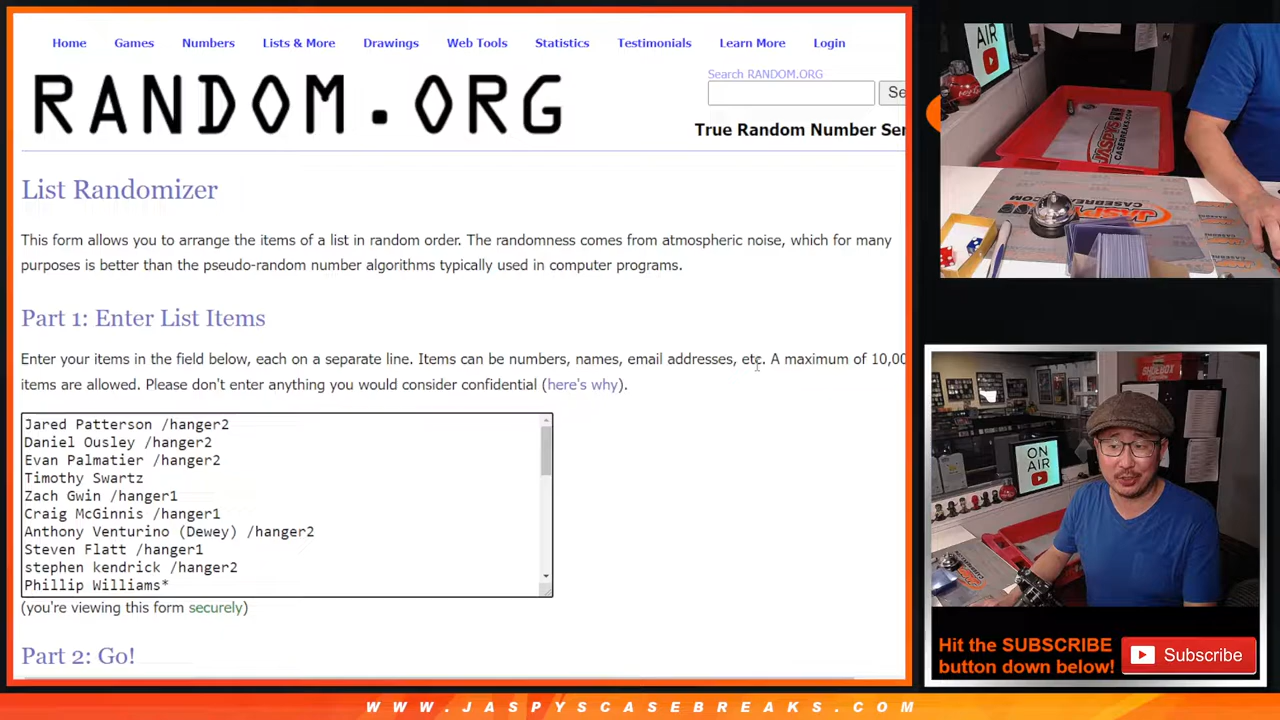 Home Games Numbers Lists & More Drawings Web Tools Statistics Testimonials Learn More Login
RANDOM.ORG
Search RANDOM.ORG
Se
True Random Number Ser
List Randomizer
This form allows you to arrange the items of a list in random order. The randomness comes from atmospheric noise, which for many
purposes is better than the pseudo-random number algorithms typically used in computer programs.
Part 1: Enter List Items
Enter your items in the field below, each on a separate line. Items can be numbers, names, email addresses, etc. A maximum of 10,00
items are allowed. Please don't enter anything you would consider confidential (here's why).
Jared Patterson /hanger2
Daniel Ousley /hanger2
Evan Palmatier /hanger2
Timothy Swartz
Zach Gwin /hanger1
Craig McGinnis /hanger1
Anthony Venturino (Dewey) /hanger2
Steven Flatt /hanger1
stephen kendrick /hanger2
Phillip Williams*
(you're viewing this form securely)
Part 2: Go!
AIR
JASPYS
CASEBREAKS.COM
JASPYS
SHOEBOX
ON
AIR
Hit the SUBSCRIBE
button down below!
Subscribe
WWW.JASPYSCASEBREAKS.COM